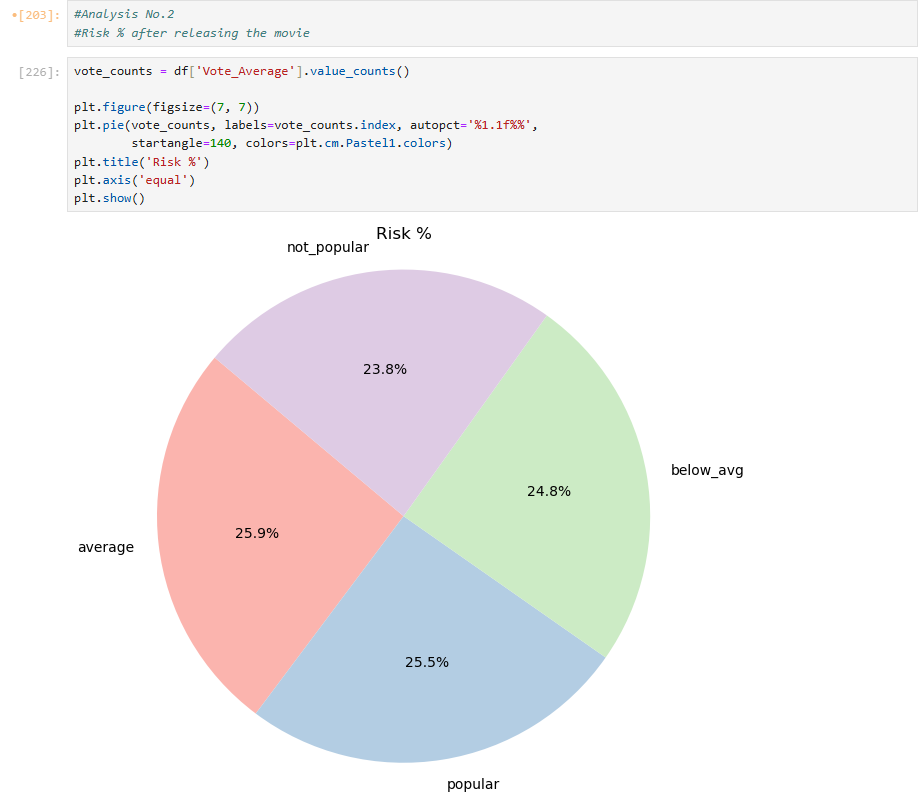 •[203]: #Analysis No.2
#Risk % after releasing the movie
[226]: vote_counts = df['Vote_Average'].value_counts()
plt.figure(figsize=(7, 7))
plt.pie(vote_counts, labels=vote_counts.index, autopct='%1.1f%%',
        startangle=140, colors=plt.cm.Pastel1.colors)
plt.title('Risk %')
plt.axis('equal')
plt.show()
Risk %
not_popular
23.8%
below_avg
24.8%
25.9%
average
25.5%
popular